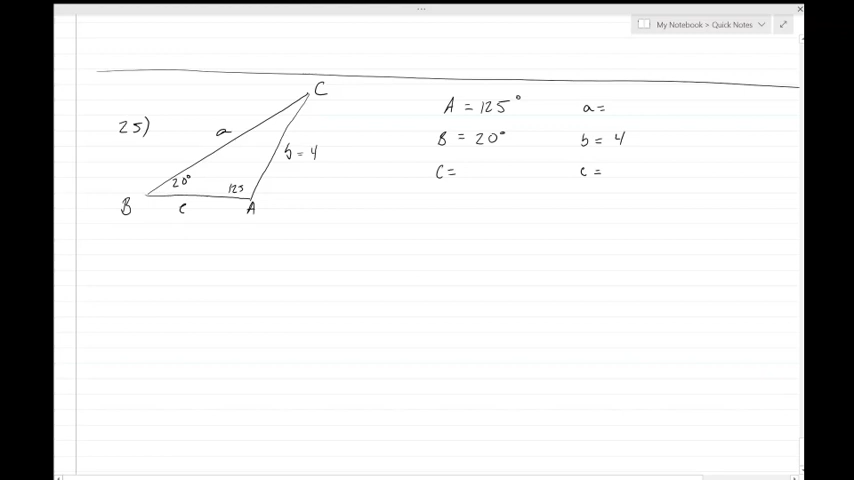 My Notebook > Quick Notes
25)
C
a
b = 4
20°
125
B
c
A
A = 125°
a =
B = 20°
b = 4
C =
c =